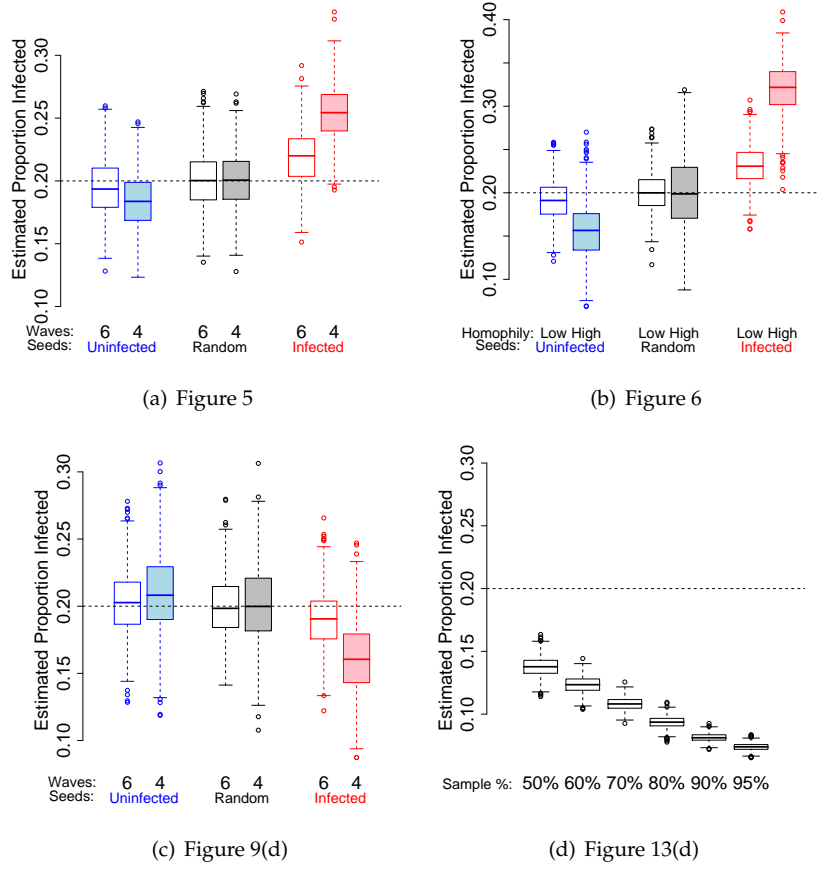 Estimated Proportion Infected
0.30
0.25
0.20
0.15
0.10
Waves: 6 4 6 4 6 4
Seeds: Uninfected Random Infected
(a) Figure 5
Estimated Proportion Infected
0.40
0.30
0.20
0.10
Homophily: Low High Low High Low High
Seeds: Uninfected Random Infected
(b) Figure 6
Estimated Proportion Infected
0.30
0.25
0.20
0.15
0.10
Waves: 6 4 6 4 6 4
Seeds: Uninfected Random Infected
(c) Figure 9(d)
Estimated Proportion Infected
0.30
0.25
0.20
0.15
0.10
Sample %: 50% 60% 70% 80% 90% 95%
(d) Figure 13(d)